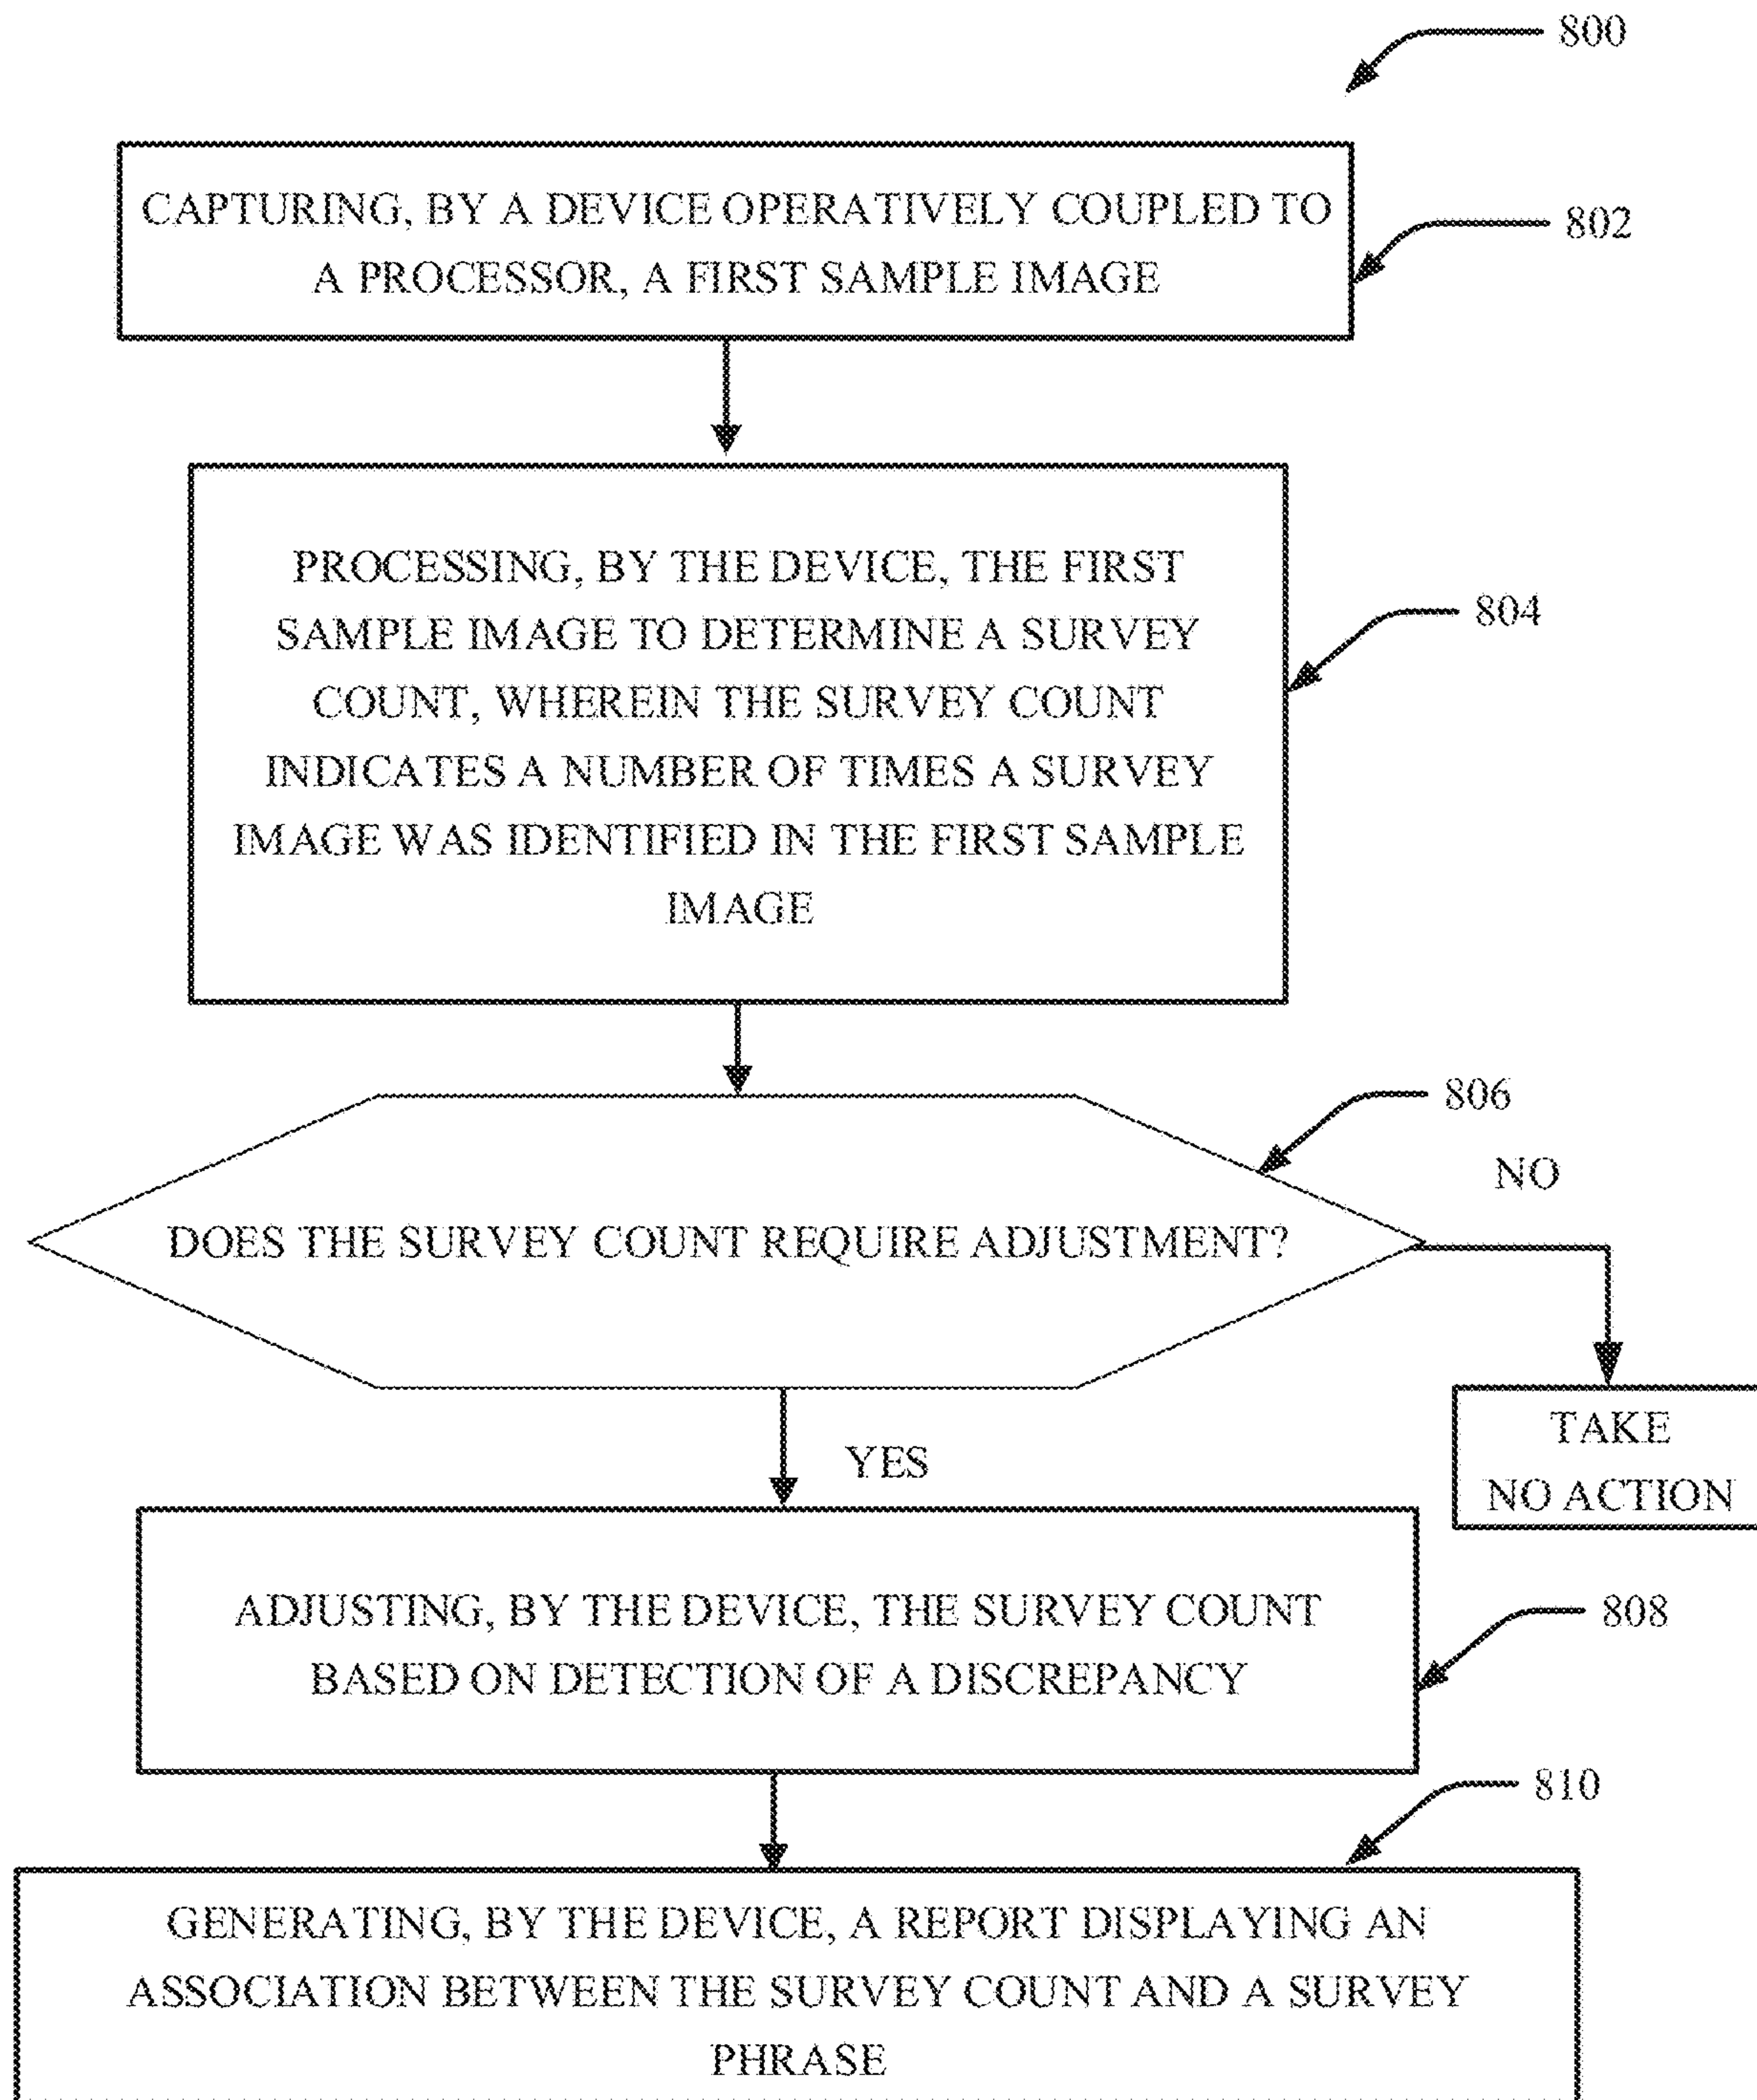 800
CAPTURING, BY A DEVICE OPERATIVELY COUPLED TO
A PROCESSOR, A FIRST SAMPLE IMAGE
802
PROCESSING, BY THE DEVICE, THE FIRST
SAMPLE IMAGE TO DETERMINE A SURVEY
COUNT, WHEREIN THE SURVEY COUNT
INDICATES A NUMBER OF TIMES A SURVEY
IMAGE WAS IDENTIFIED IN THE FIRST SAMPLE
IMAGE
804
806
NO
DOES THE SURVEY COUNT REQUIRE ADJUSTMENT?
TAKE
NO ACTION
YES
ADJUSTING, BY THE DEVICE, THE SURVEY COUNT
BASED ON DETECTION OF A DISCREPANCY
808
810
GENERATING, BY THE DEVICE, A REPORT DISPLAYING AN
ASSOCIATION BETWEEN THE SURVEY COUNT AND A SURVEY
PHRASE